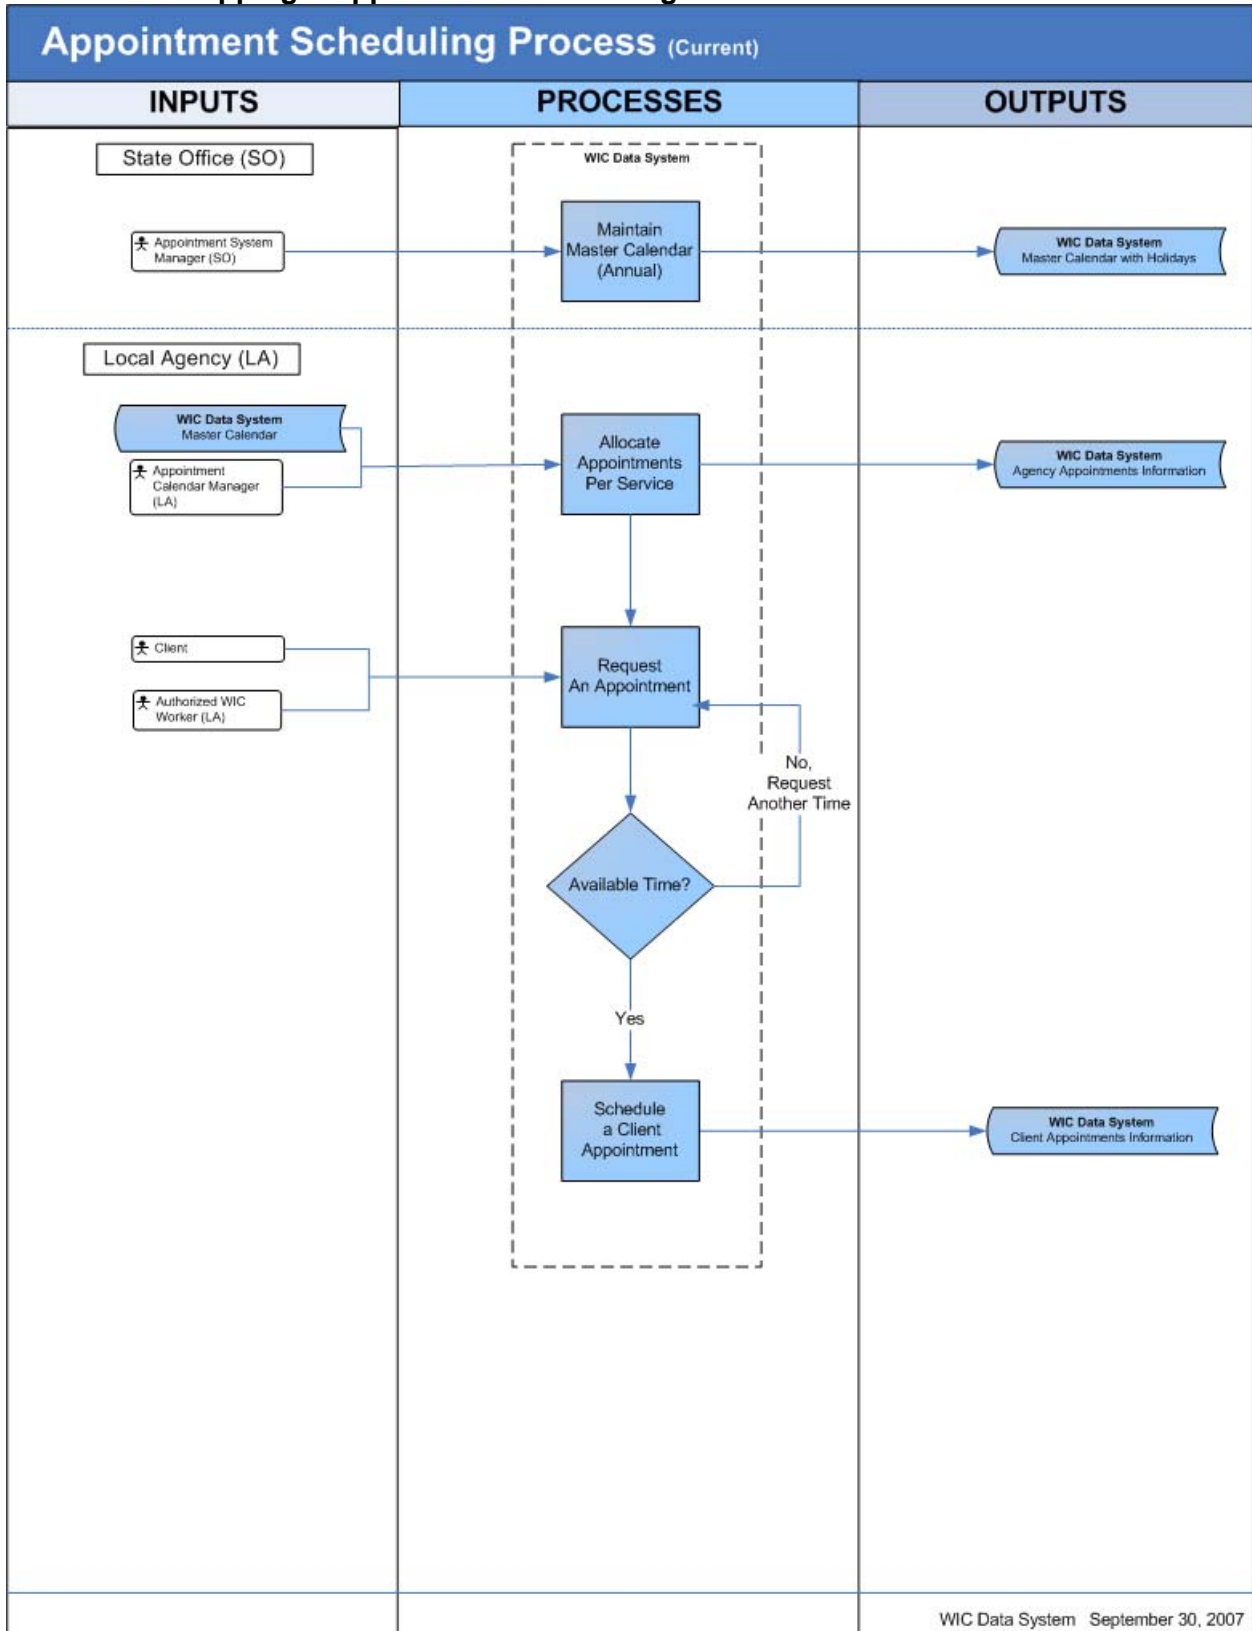 Appointment Scheduling Process (Current)
INPUTS
PROCESSES
OUTPUTS
State Office (SO)
WIC Data System
Appointment System
Manager (SO)
Maintain
Master Calendar
(Annual)
WIC Data System
Master Calendar with Holidays
Local Agency (LA)
WIC Data System
Master Calendar
Appointment
Calendar Manager
(LA)
Allocate
Appointments
Per Service
WIC Data System
Agency Appointments Information
Client
Authorized WIC
Worker (LA)
Request
An Appointment
No,
Request
Another Time
Available Time?
Yes
Schedule
a Client
Appointment
WIC Data System
Client Appointments Information
WIC Data System September 30, 2007